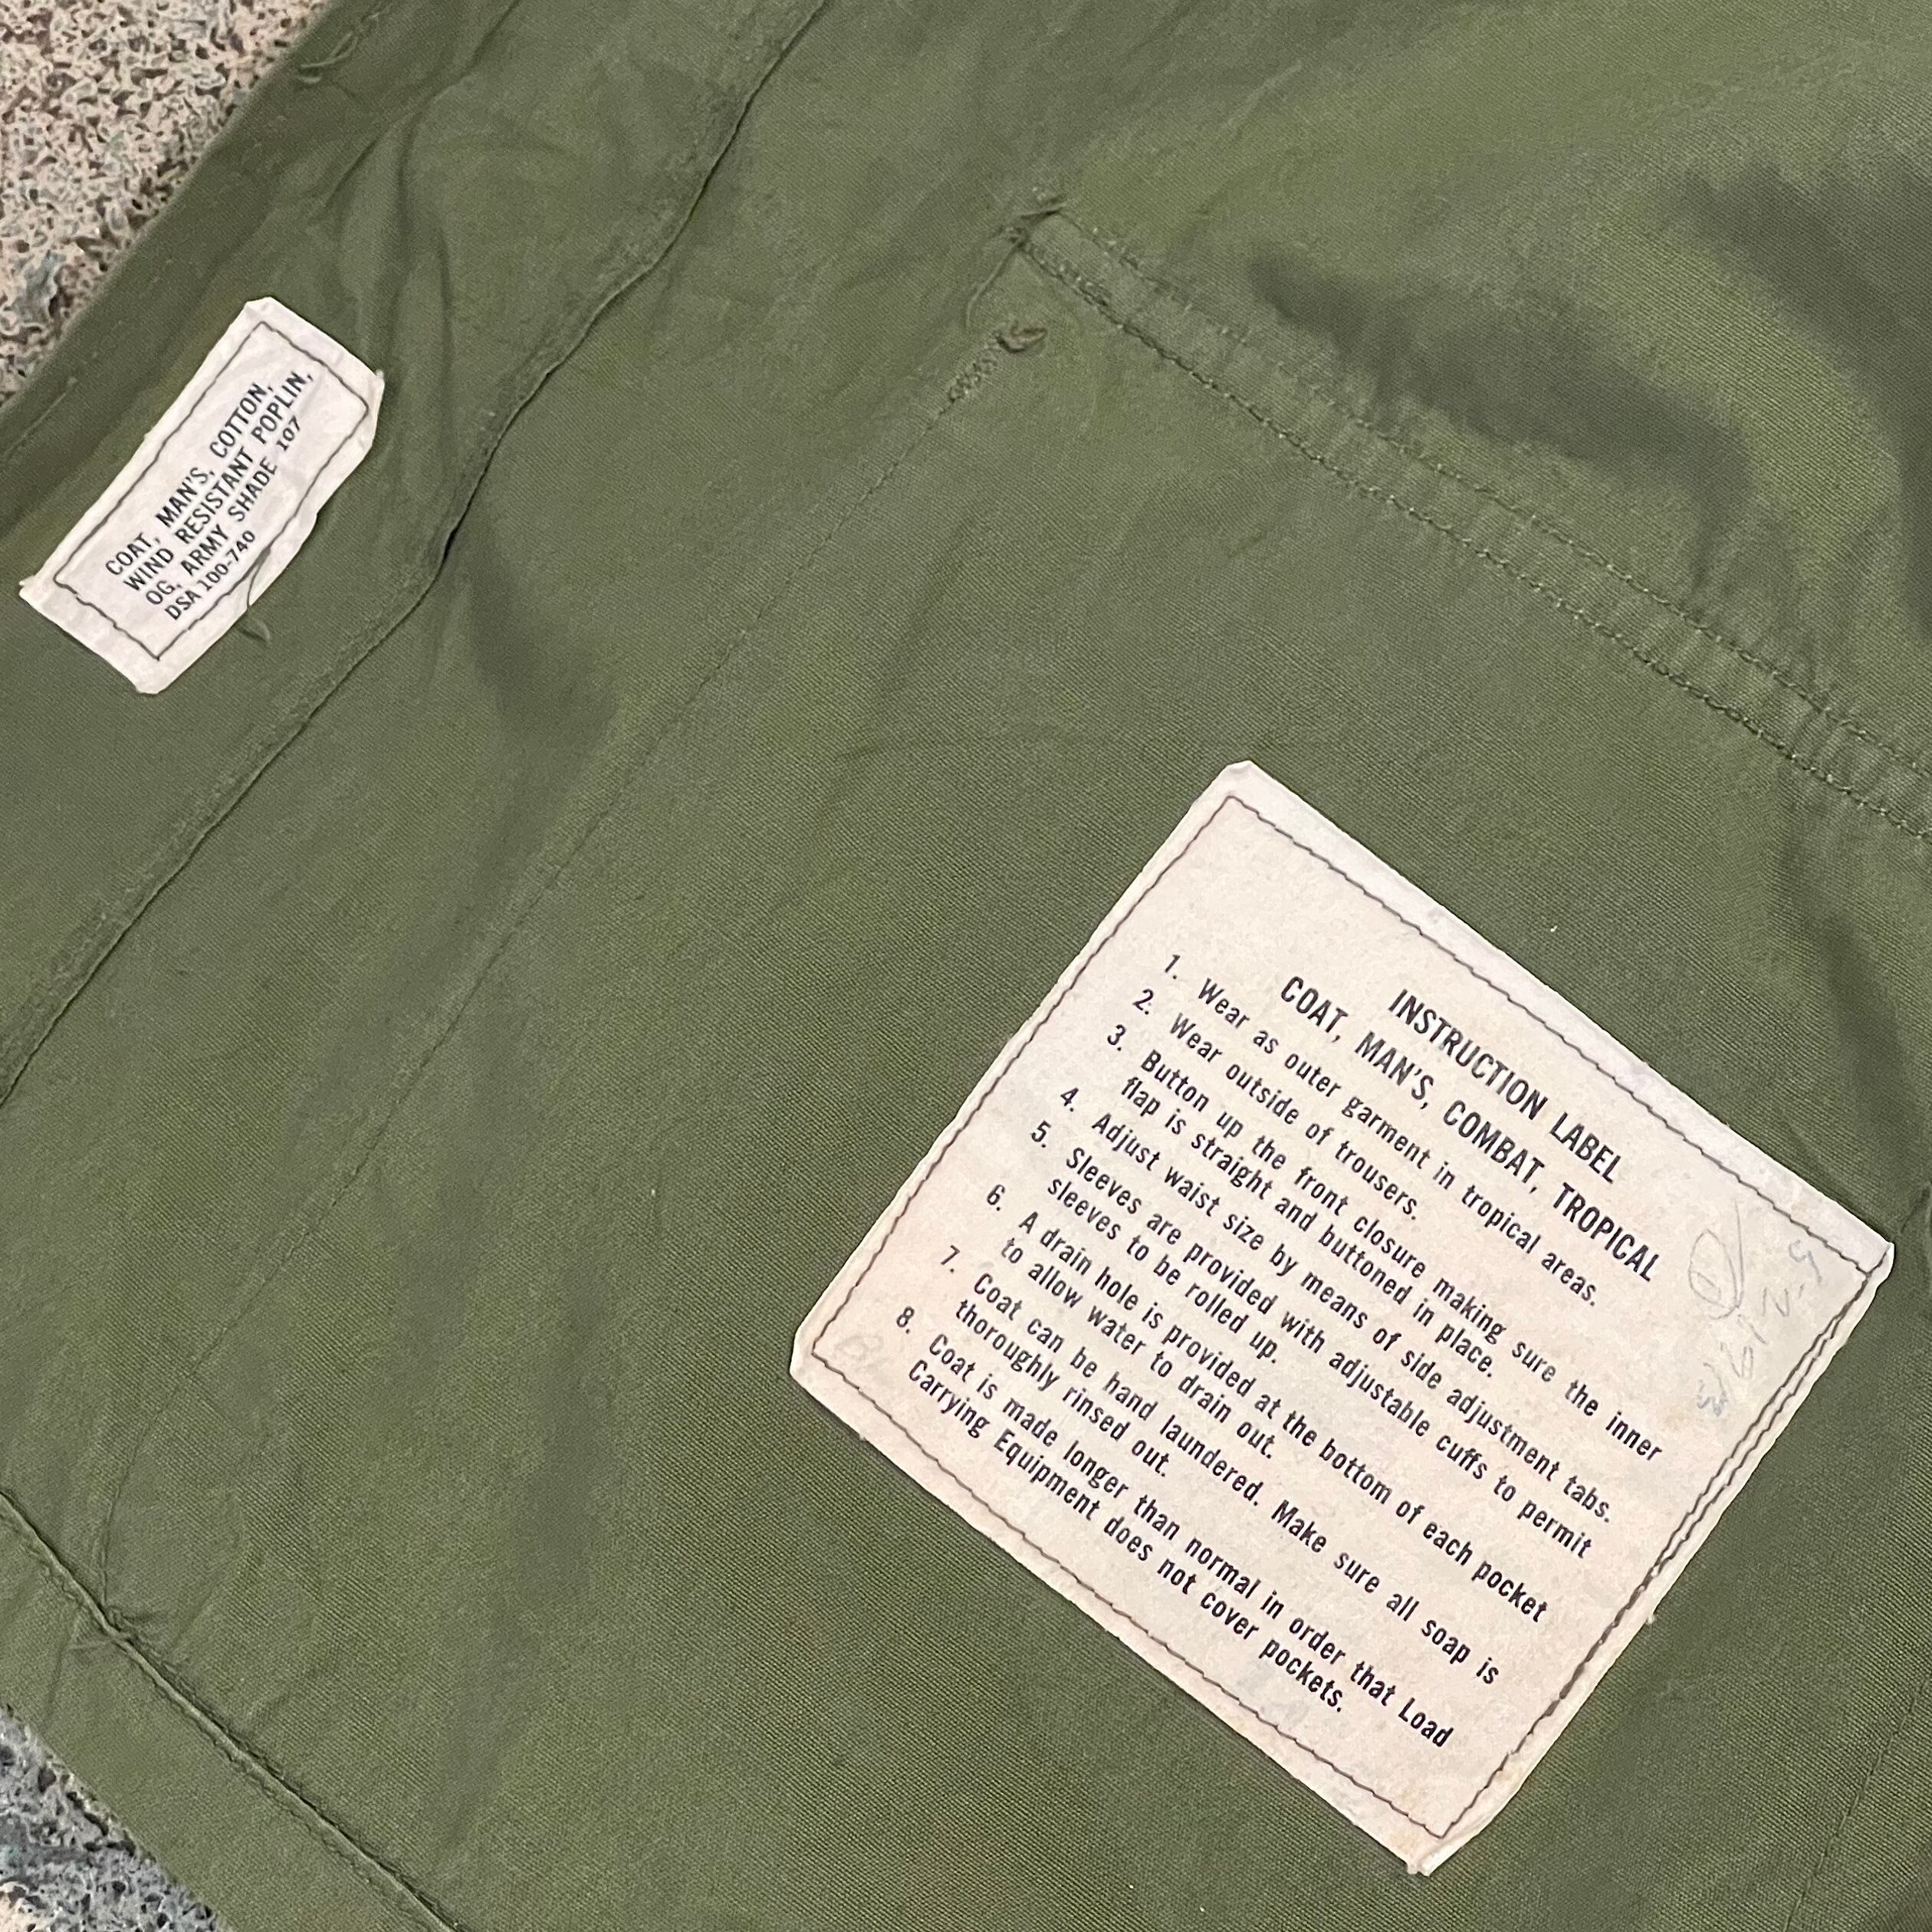 COAT, MAN'S, COTTON,
WIND RESISTANT POPLIN,
OG, ARMY SHADE 107
DSA 100-740
INSTRUCTION LABEL
COAT, MAN'S, COMBAT, TROPICAL
1. Wear as outer garment in tropical areas.
2. Wear outside of trousers.
3. Button up the front closure making sure the inner
flap is straight and buttoned in place.
4. Adjust waist size by means of side adjustment tabs.
5. Sleeves are provided with adjustable cuffs to permit
sleeves to be rolled up.
6. A drain hole is provided at the bottom of each pocket
to allow water to drain out.
7. Coat can be hand laundered. Make sure all soap is
thoroughly rinsed out.
8. Coat is made longer than normal in order that Load
Carrying Equipment does not cover pockets.